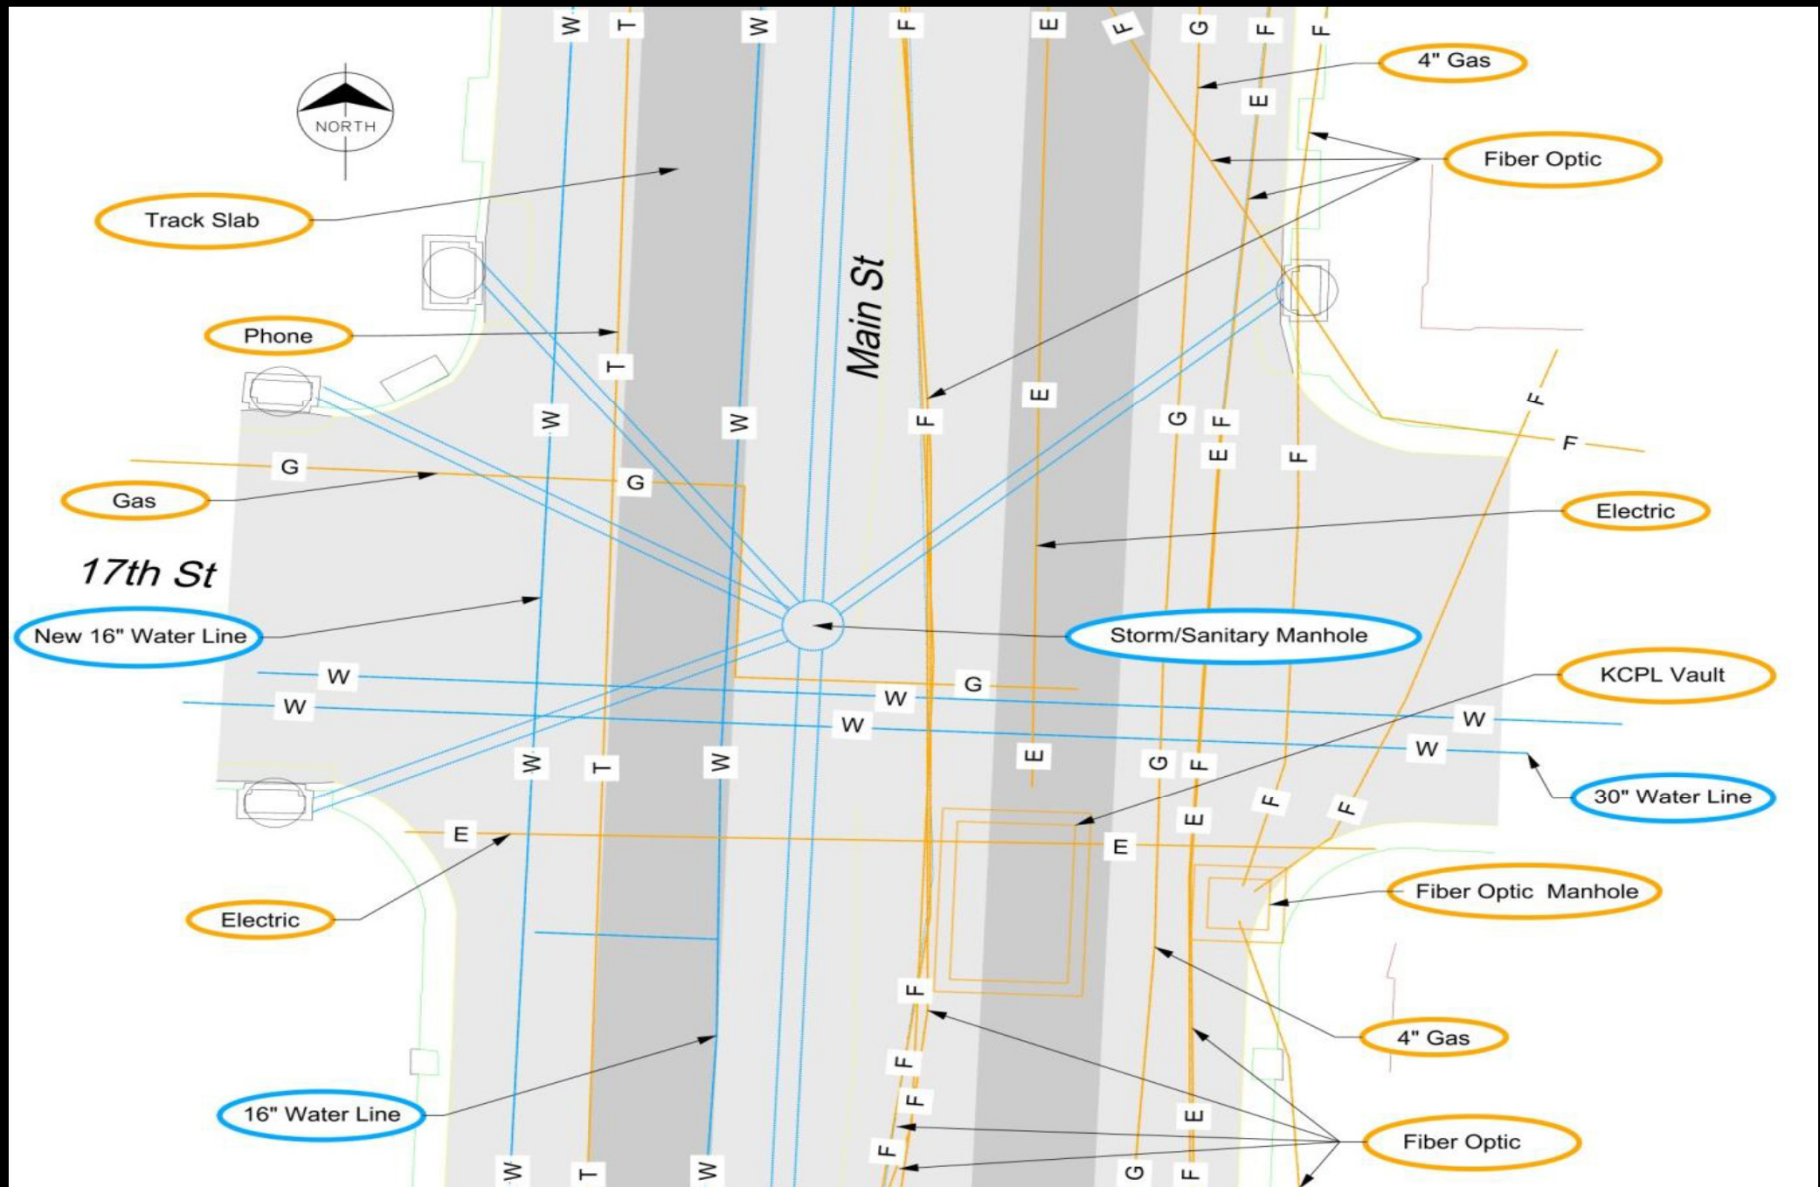 W
T
W
F
E
F
G
F
F
4" Gas
E
NORTH
Fiber Optic
Track Slab
Main St
Phone
T
E
F
W
W
F
G
F
F
E
F
G
G
Gas
Electric
17th St
New 16" Water Line
Storm/Sanitary Manhole
W
G
W
W
W
W
W
KCPL Vault
W
T
W
E
G
F
30" Water Line
F
F
E
E
E
Fiber Optic Manhole
Electric
F
4" Gas
F
F
16" Water Line
E
Fiber Optic
F
W
T
W
G
F